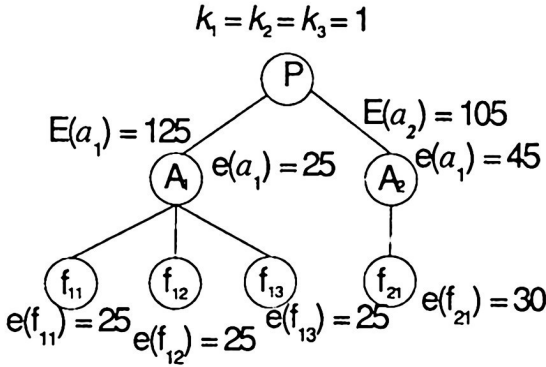 k₁ = k₂ = k₃ = 1
P
E(a₁) = 125
E(a₂) = 105
A₁
e(a₁) = 25
A₂
e(a₁) = 45
f₁₁
f₁₂
f₁₃
f₂₁
e(f₁₁) = 25
e(f₁₂) = 25
e(f₁₃) = 25
e(f₂₁) = 30